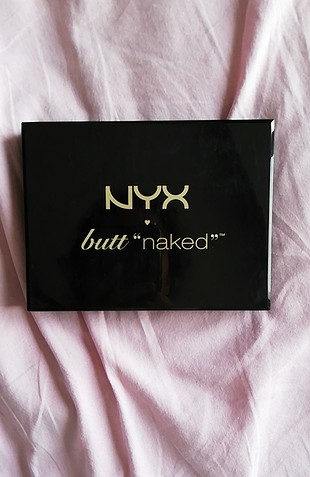 NYX
butt “naked”™